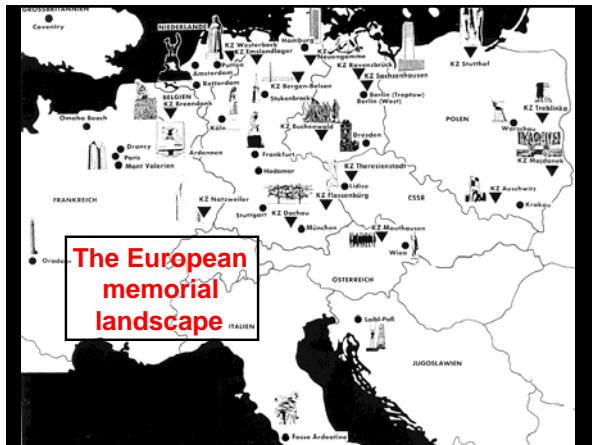 GROSSBRITANNIEN
Coventry
NIEDERLANDE
Hamburg
KZ Westerbork
KZ Emslandlager
KZ Neuengamme
Putten
Amsterdam
Rotterdam
KZ Ravensbrück
KZ Sachsenhausen
KZ Stutthof
BELGIEN
KZ Breendonk
KZ Bergen-Belsen
Stukenbrock
Berlin (Treptow)
Berlin (West)
KZ Treblinka
Omaha Beach
Köln
KZ Buchenwald
POLEN
Warschau
Dresden
Drancy
Paris
Mont Valerien
Ardennen
Frankfurt
KZ Majdanek
Hadamar
KZ Theresienstadt
Lidice
FRANKREICH
KZ Natzweiler
KZ Flossenbürg
ČSSR
KZ Auschwitz
Krakau
Stuttgart
KZ Dachau
München
KZ Mauthausen
Wien
Oradour
The European
memorial
landscape
ÖSTERREICH
ITALIEN
Loibl-Paß
JUGOSLAWIEN
Fosse Ardeatine